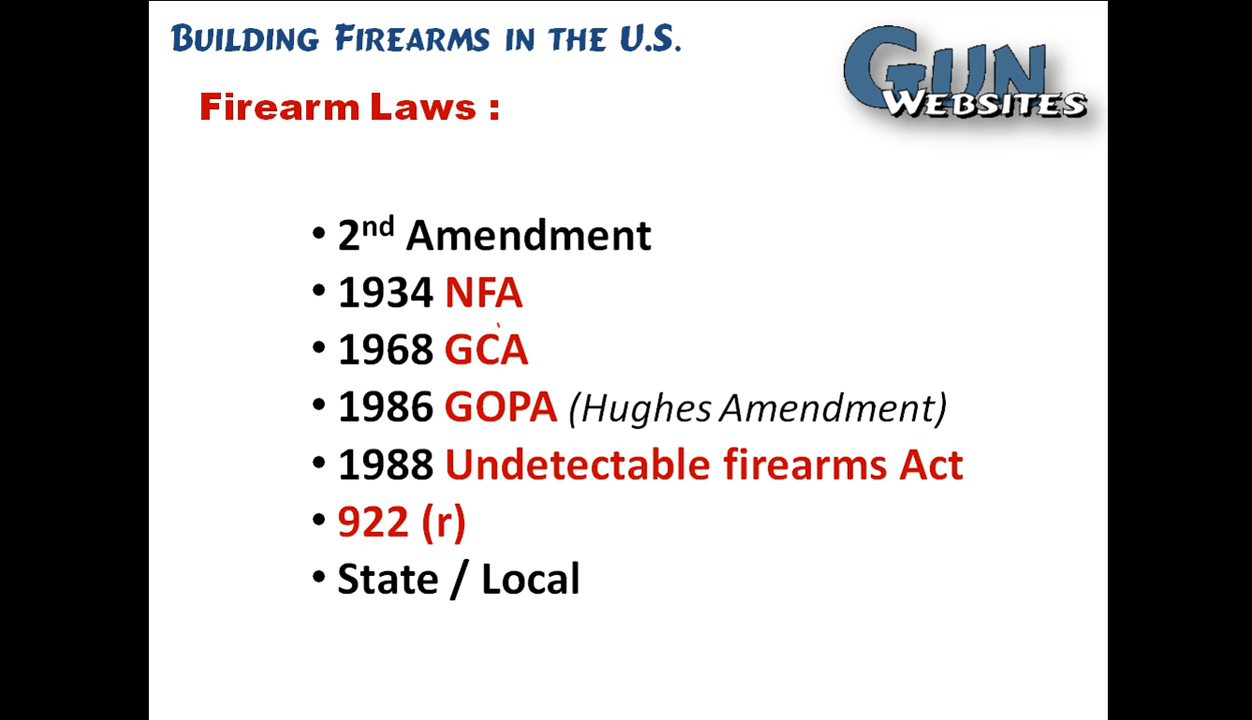 BUILDING FIREARMS IN THE U.S.
GUN
WEBSITES
Firearm Laws :
• 2nd Amendment
• 1934 NFA
• 1968 GCA
• 1986 GOPA (Hughes Amendment)
• 1988 Undetectable firearms Act
• 922 (r)
• State / Local